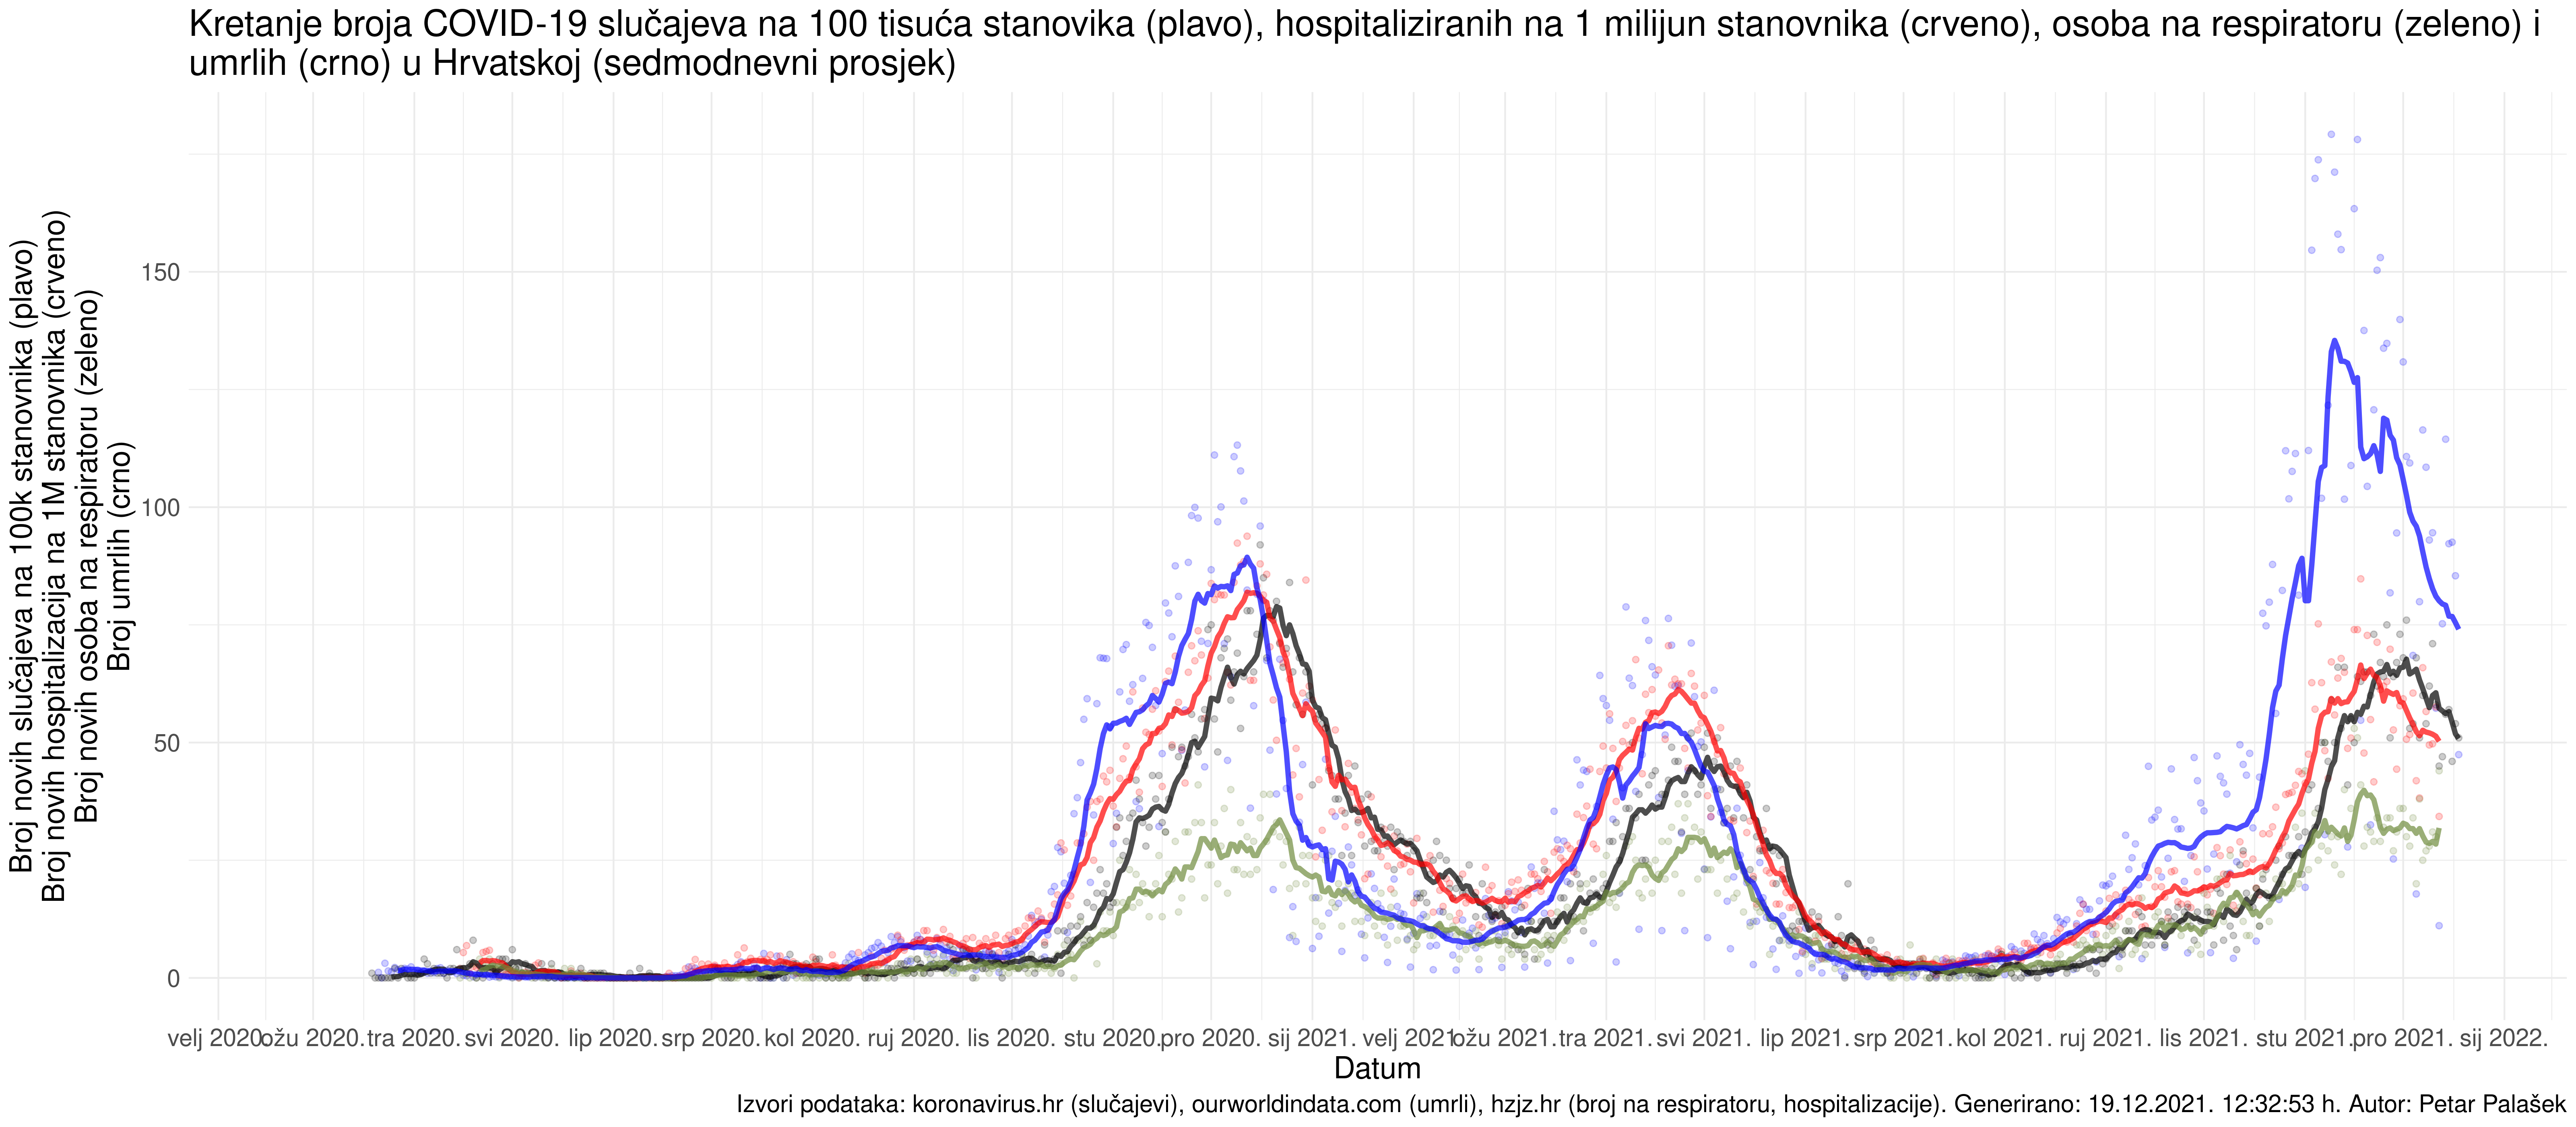 Kretanje broja COVID-19 slučajeva na 100 tisuća stanovika (plavo), hospitaliziranih na 1 milijun stanovnika (crveno), osoba na respiratoru (zeleno) i
umrlih (crno) u Hrvatskoj (sedmodnevni prosjek)
Broj novih slučajeva na 100k stanovnika (plavo)
Broj novih hospitalizacija na 1M stanovnika (crveno)
Broj novih osoba na respiratoru (zeleno)
Broj umrlih (crno)
150
100
50
0
velj 2020. ožu 2020. tra 2020. svi 2020. lip 2020. srp 2020. kol 2020. ruj 2020. lis 2020. stu 2020. pro 2020. sij 2021. velj 2021. ožu 2021. tra 2021. svi 2021. lip 2021. srp 2021. kol 2021. ruj 2021. lis 2021. stu 2021. pro 2021. sij 2022.
Datum
Izvori podataka: koronavirus.hr (slučajevi), ourworldindata.com (umrli), hzjz.hr (broj na respiratoru, hospitalizacije). Generirano: 19.12.2021. 12:32:53 h. Autor: Petar Palašek